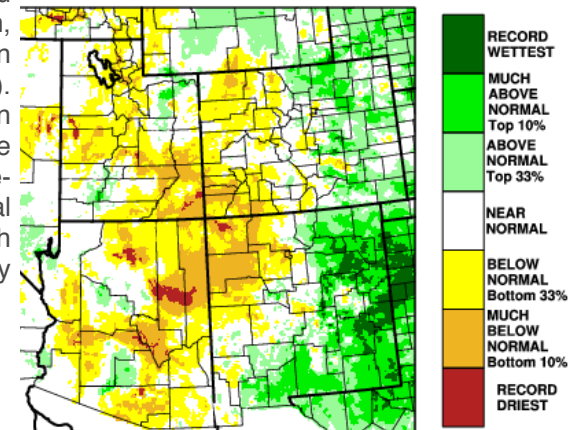 n,
n
).
n
e
e-
al
h
y
RECORD
WETTEST
MUCH
ABOVE
NORMAL
Top 10%
ABOVE
NORMAL
Top 33%
NEAR
NORMAL
BELOW
NORMAL
Bottom 33%
MUCH
BELOW
NORMAL
Bottom 10%
RECORD
DRIEST